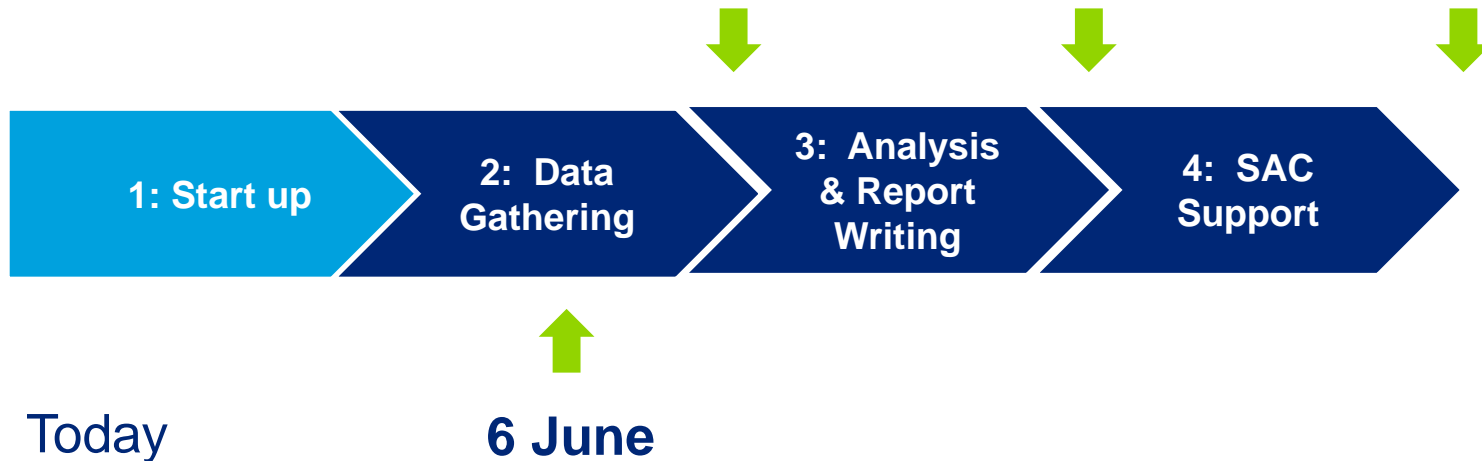 1: Start up
2: Data
Gathering
3: Analysis
& Report
Writing
4: SAC
Support
Today
6 June